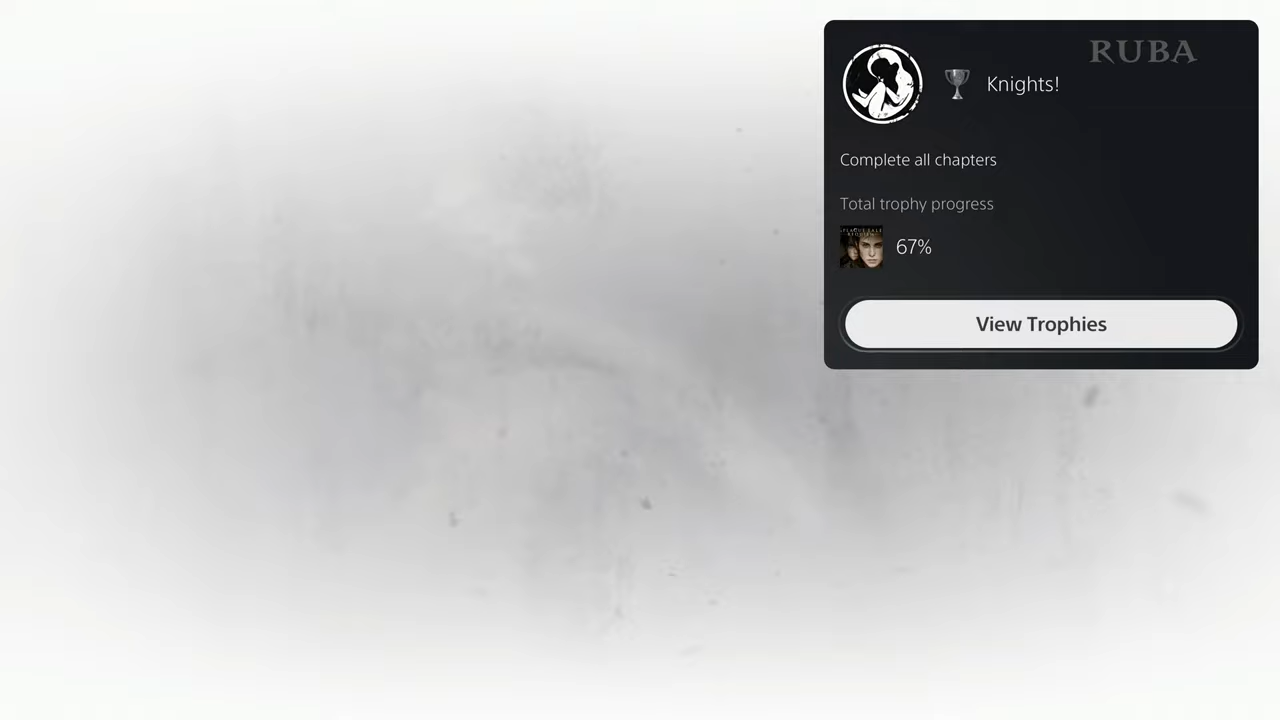 RUBA
Knights!
Complete all chapters
Total trophy progress
67%
View Trophies